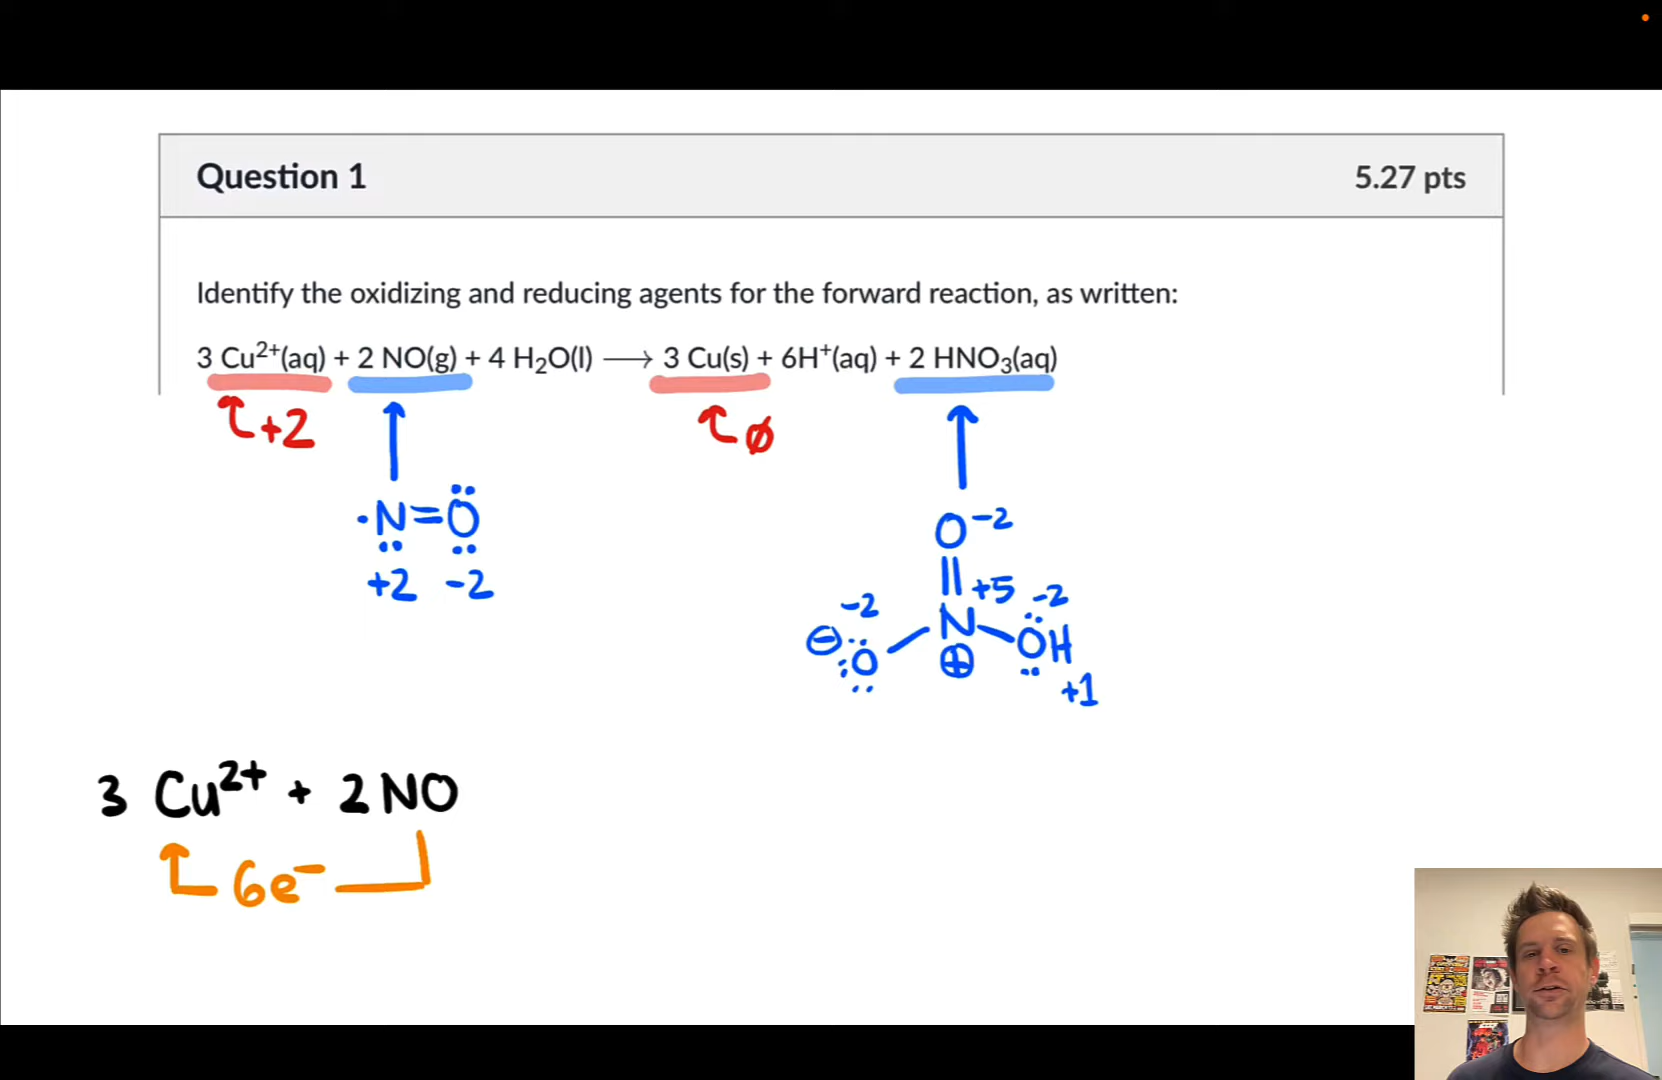 Question 1
5.27 pts
Identify the oxidizing and reducing agents for the forward reaction, as written:
3 Cu²⁺(aq) + 2 NO(g) + 4 H₂O(l) ⟶ 3 Cu(s) + 6H⁺(aq) + 2 HNO₃(aq)
+2
∅
·N=O
+2 -2
O -2
-2 +5 -2
⊖ O N OH
⊕
+1
3 Cu²⁺ + 2NO
6e⁻